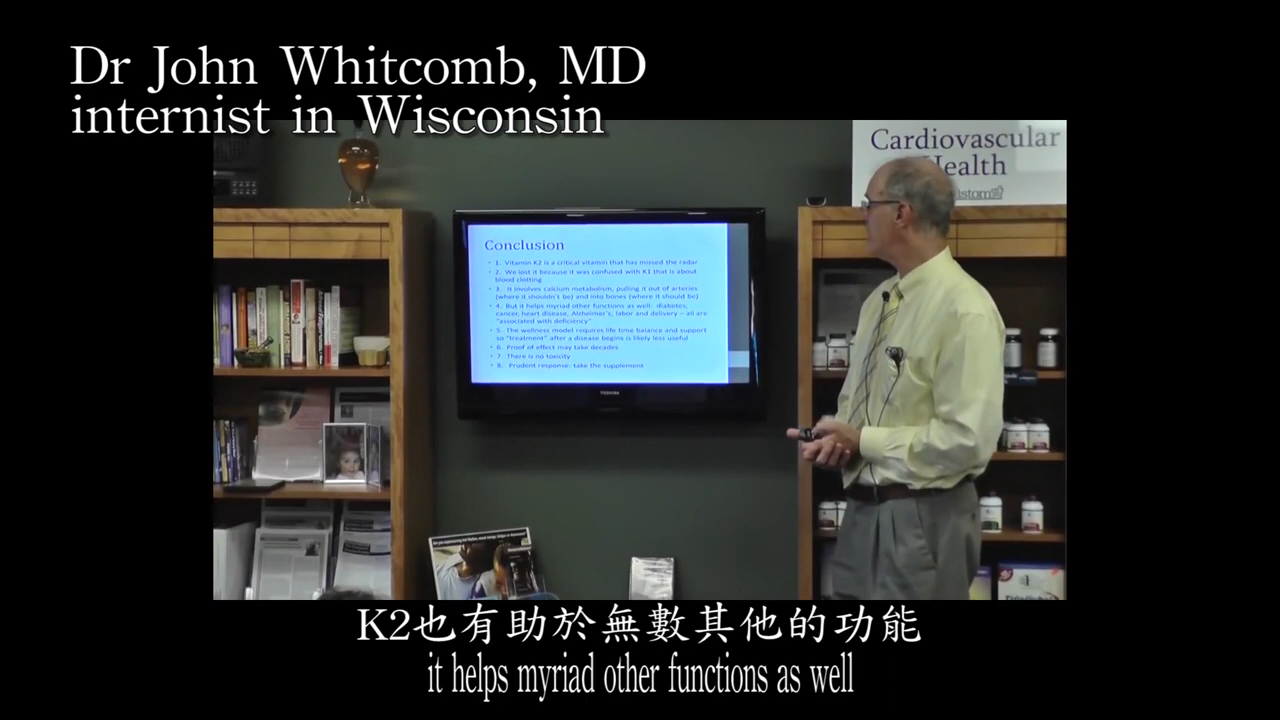 Dr John Whitcomb, MD
internist in Wisconsin
Cardiovascular
Health
Conclusion
1. Vitamin K2 is a critical vitamin that has missed the radar
2. We lost it because it was confused with K1 that is about
blood clotting
3. It involves calcium metabolism, pulling it out of arteries
(where it shouldn't be) and into bones (where it should be)
4. But it helps myriad other functions as well- diabetes,
cancer, heart disease, Alzheimer's, labor and delivery – all are
"associated with deficiency"
5. The wellness model requires life time balance and support
so "treatment" after a disease begins is likely less useful
6. Proof of effect may take decades
7. There is no toxicity
8. Prudent response: take the supplement
TOSHIBA
K2也有助於無數其他的功能
it helps myriad other functions as well